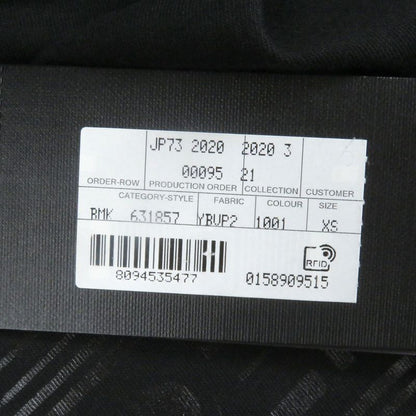 JP73 2020 2020 3
00095 21
ORDER-ROW PRODUCTION ORDER COLLECTION CUSTOMER
CATEGORY-STYLE FABRIC COLOUR SIZE
BMK 631857 YBVP2 1001 XS
RFID
8094535477 0158909515